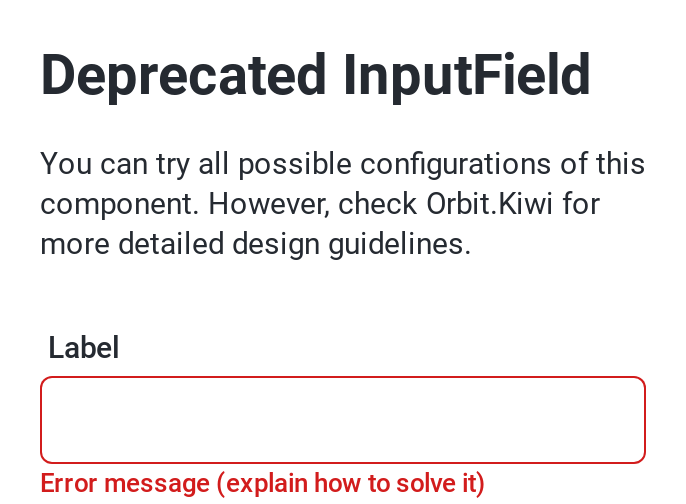 Deprecated InputField
You can try all possible configurations of this
component. However, check Orbit.Kiwi for
more detailed design guidelines.
Label
Error message (explain how to solve it)